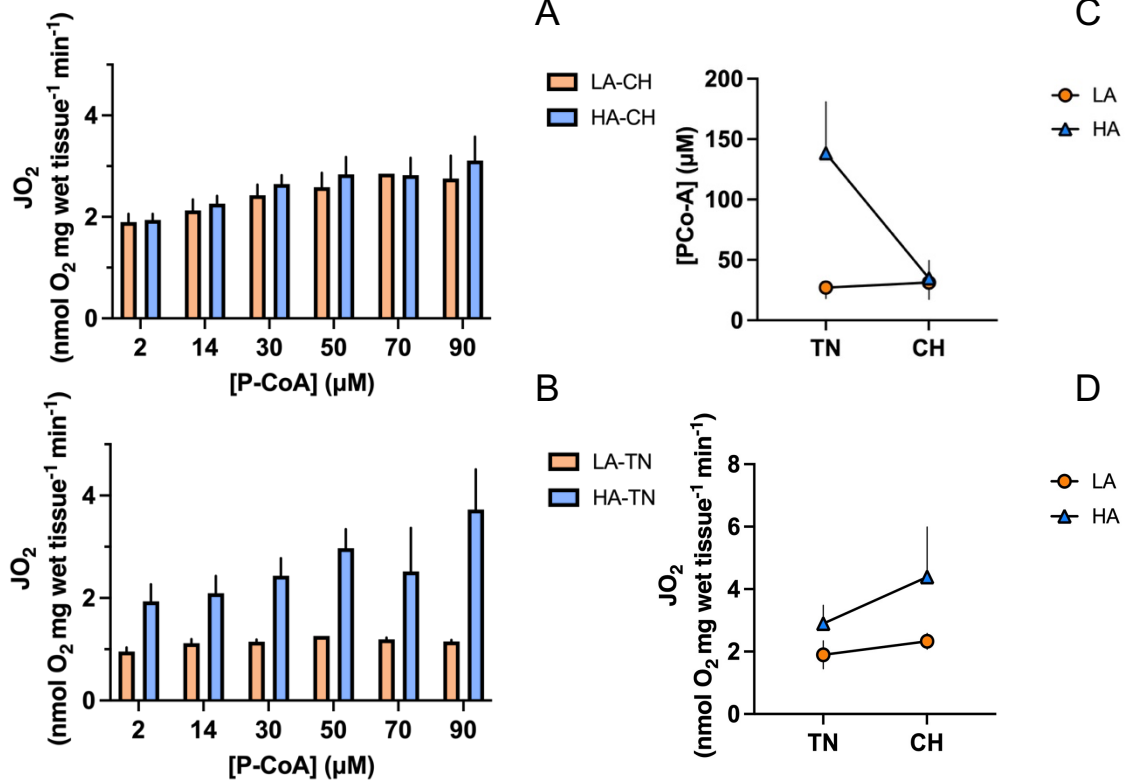 A
JO2
(nmol O2 mg wet tissue-1 min-1)
4
2
0
2 14 30 50 70 90
[P-CoA] (µM)
LA-CH
HA-CH
C
[PCo-A] (µM)
200
150
100
50
0
TN CH
LA
HA
B
JO2
(nmol O2 mg wet tissue-1 min-1)
4
2
0
2 14 30 50 70 90
[P-CoA] (µM)
LA-TN
HA-TN
D
JO2
(nmol O2 mg wet tissue-1 min-1)
8
6
4
2
0
TN CH
LA
HA